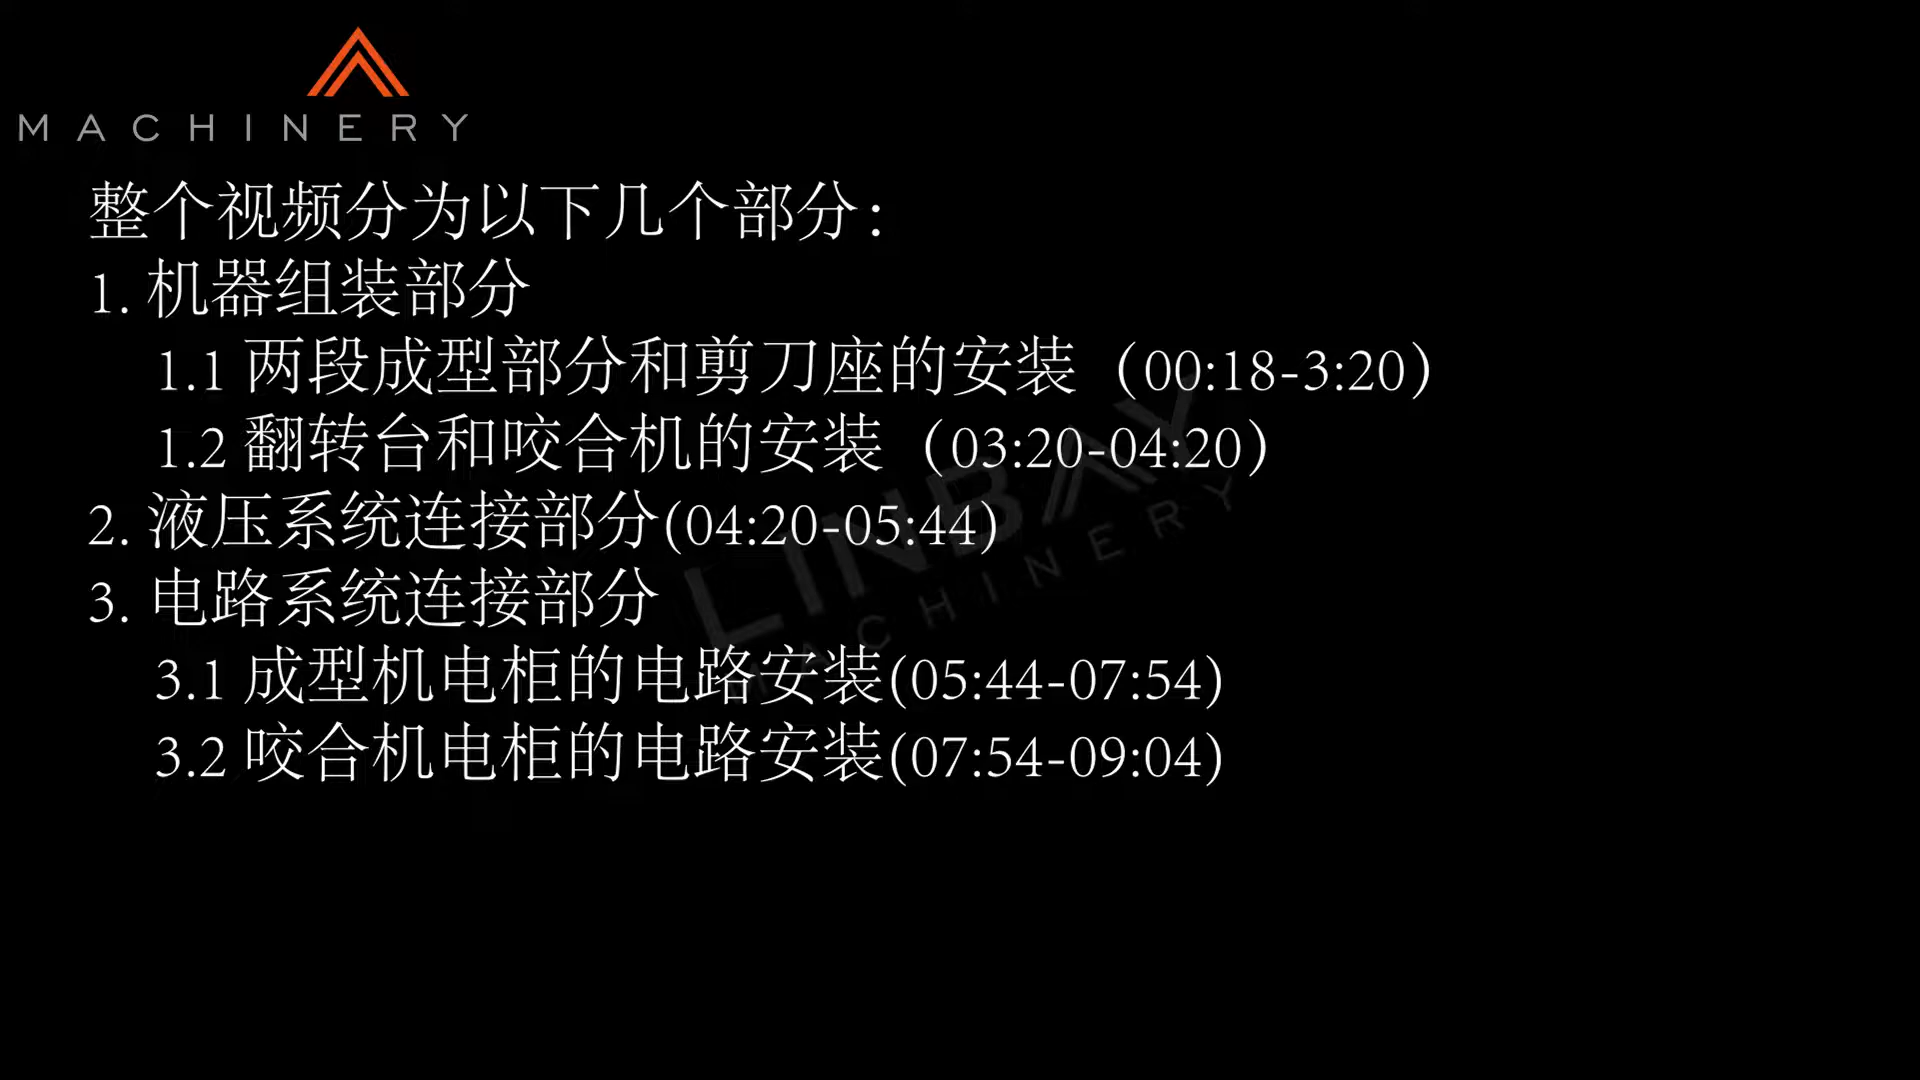 MACHINERY
整个视频分为以下几个部分:
1. 机器组装部分
1.1 两段成型部分和剪刀座的安装（00:18-3:20）
1.2 翻转台和咬合机的安装（03:20-04:20）
2. 液压系统连接部分(04:20-05:44)
3. 电路系统连接部分
3.1 成型机电柜的电路安装(05:44-07:54)
3.2 咬合机电柜的电路安装(07:54-09:04)
LINBAY
MACHINERY